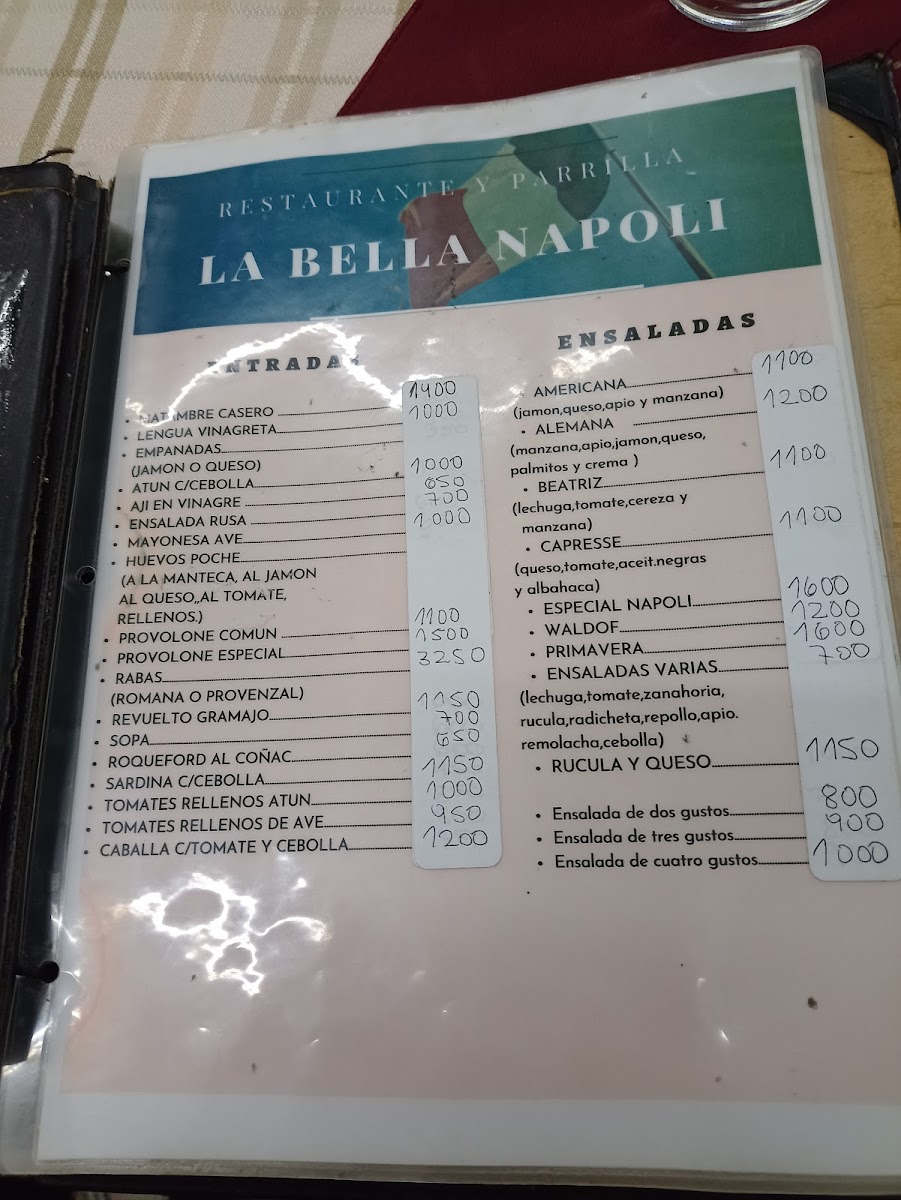 RESTAURANTE Y PARRILLA
LA BELLA NAPOLI
ENTRADAS
MATAMBRE CASERO 1400
LENGUA VINAGRETA 1000
EMPANADAS
(JAMON O QUESO)
ATUN C/CEBOLLA 1000
AJI EN VINAGRE 650
ENSALADA RUSA 700
MAYONESA AVE 1000
HUEVOS POCHE
(A LA MANTECA, AL JAMON
AL QUESO,,AL TOMATE,
RELLENOS.)
PROVOLONE COMUN 1100
PROVOLONE ESPECIAL 1500
RABAS 3250
(ROMANA O PROVENZAL)
REVUELTO GRAMAJO 1150
SOPA 700
ROQUEFORD AL COÑAC 650
SARDINA C/CEBOLLA 1150
TOMATES RELLENOS ATUN 1000
TOMATES RELLENOS DE AVE 950
CABALLA C/TOMATE Y CEBOLLA 1200
ENSALADAS
AMERICANA 1100
(jamon,queso,apio y manzana)
ALEMANA 1200
(manzana,apio,jamon,queso,
palmitos y crema )
BEATRIZ 1100
(lechuga,tomate,cereza y
manzana)
CAPRESSE 1100
(queso,tomate,aceit.negras
y albahaca)
ESPECIAL NAPOLI 1600
WALDOF 1200
PRIMAVERA 1600
ENSALADAS VARIAS 700
(lechuga,tomate,zanahoria,
rucula,radicheta,repollo,apio.
remolacha,cebolla)
RUCULA Y QUESO 1150
Ensalada de dos gustos 800
Ensalada de tres gustos 900
Ensalada de cuatro gustos 1000